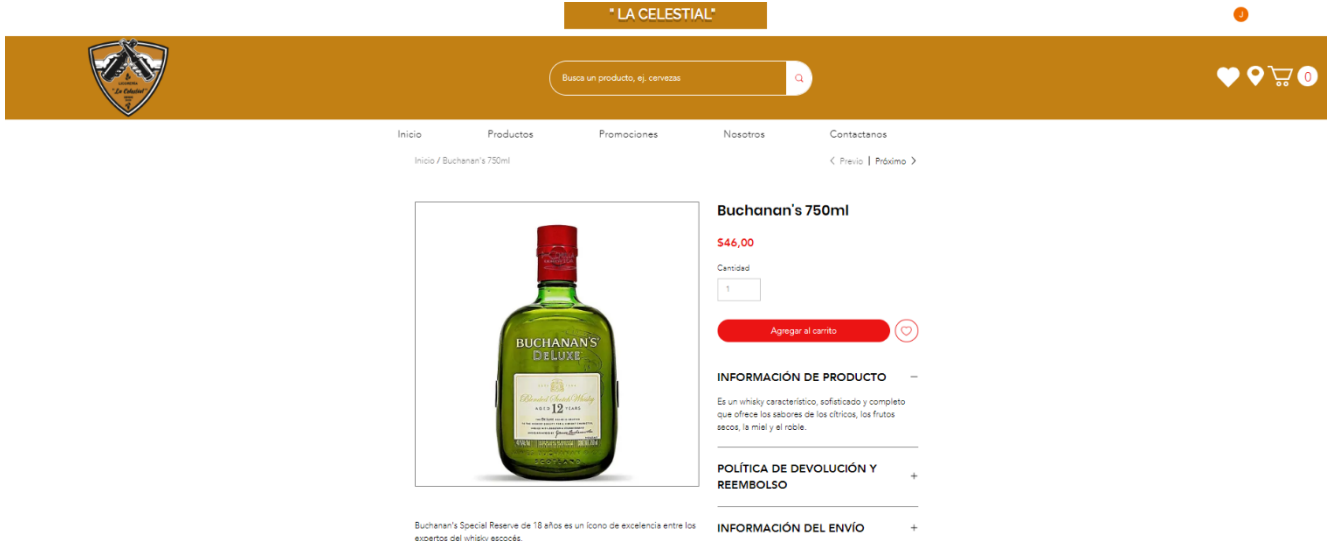 " LA CELESTIAL"
J
"La Celestial"
Busca un producto, ej. cervezas
0
Inicio
Productos
Promociones
Nosotros
Contactanos
Inicio / Buchanan's 750ml
< Previo | Próximo >
Buchanan's 750ml
$46,00
Cantidad
1
Agregar al carrito
BUCHANAN'S
DELUXE
Blended Scotch Whisky
AGED 12 YEARS
INFORMACIÓN DE PRODUCTO −
Es un whisky característico, sofisticado y completo
que ofrece los sabores de los cítricos, los frutos
secos, la miel y el roble.
POLÍTICA DE DEVOLUCIÓN Y
REEMBOLSO +
INFORMACIÓN DEL ENVÍO +
Buchanan's Special Reserve de 18 años es un ícono de excelencia entre los
expertos del whisky escocés.